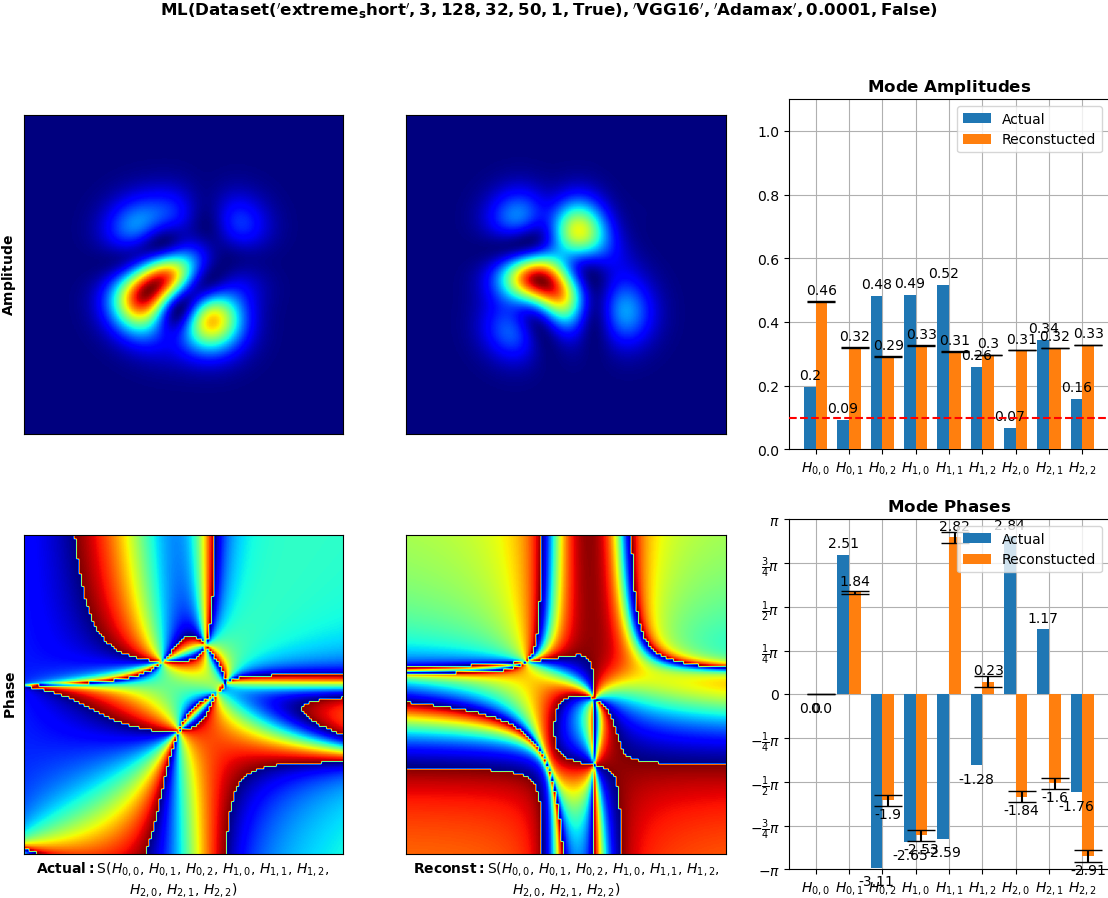 ML(Dataset('extreme_short', 3, 128, 32, 50, 1, True), 'VGG16', 'Adamax', 0.0001, False)
Amplitude
Mode Amplitudes
Actual
Reconstucted
1.0
0.8
0.6
0.4
0.2
0.0
0.2
0.46
0.09
0.32
0.48
0.29
0.49
0.33
0.52
0.31
0.26
0.3
0.07
0.31
0.34
0.32
0.16
0.33
H0,0 H0,1 H0,2 H1,0 H1,1 H1,2 H2,0 H2,1 H2,2
Phase
Actual: S(H0,0, H0,1, H0,2, H1,0, H1,1, H1,2,
H2,0, H2,1, H2,2)
Reconst: S(H0,0, H0,1, H0,2, H1,0, H1,1, H1,2,
H2,0, H2,1, H2,2)
Mode Phases
Actual
Reconstucted
π
3/4π
1/2π
1/4π
0
−1/4π
−1/2π
−3/4π
−π
0.0
0.0
2.51
1.84
-3.11
-1.9
-2.65
-2.53
-2.59
2.82
-1.28
0.23
2.84
-1.84
1.17
-1.6
-1.76
-2.91
H0,0 H0,1 H0,2 H1,0 H1,1 H1,2 H2,0 H2,1 H2,2